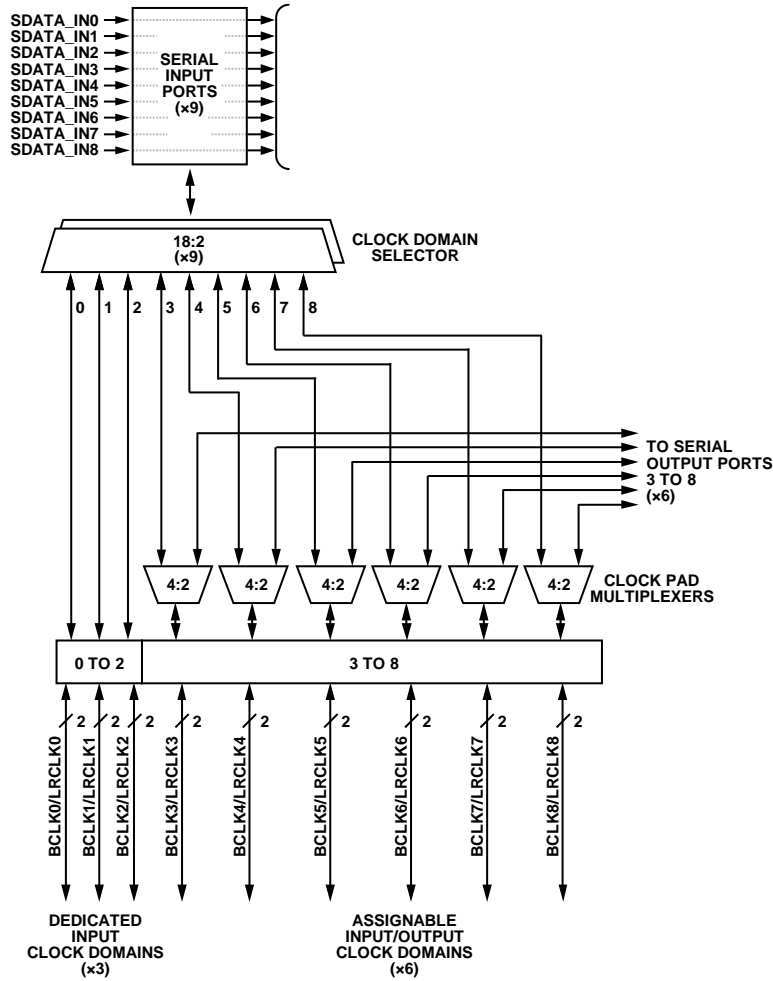 SDATA_IN0
SDATA_IN1
SDATA_IN2
SDATA_IN3
SDATA_IN4
SDATA_IN5
SDATA_IN6
SDATA_IN7
SDATA_IN8
SERIAL
INPUT
PORTS
(×9)
18:2
(×9)
CLOCK DOMAIN
SELECTOR
0 1 2 3 4 5 6 7 8
TO SERIAL
OUTPUT PORTS
3 TO 8
(×6)
4:2 4:2 4:2 4:2 4:2 4:2
CLOCK PAD
MULTIPLEXERS
0 TO 2
3 TO 8
2 2 2 2 2 2 2 2 2
BCLK0/LRCLK0
BCLK1/LRCLK1
BCLK2/LRCLK2
BCLK3/LRCLK3
BCLK4/LRCLK4
BCLK5/LRCLK5
BCLK6/LRCLK6
BCLK7/LRCLK7
BCLK8/LRCLK8
DEDICATED
INPUT
CLOCK DOMAINS
(×3)
ASSIGNABLE
INPUT/OUTPUT
CLOCK DOMAINS
(×6)